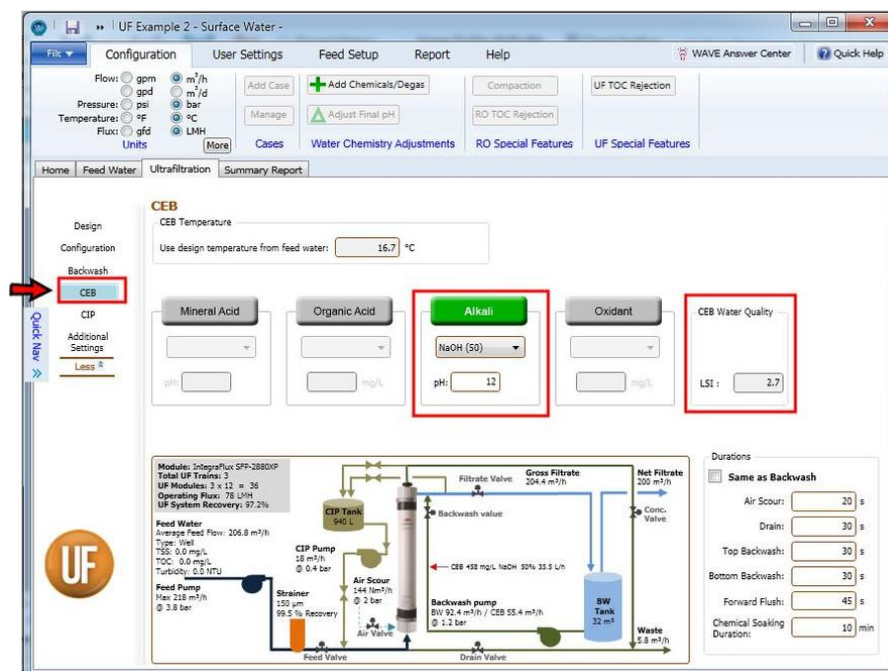 UF Example 2 - Surface Water -
File
Configuration
User Settings
Feed Setup
Report
Help
WAVE Answer Center
Quick Help
Flow: gpm m³/h
gpd m³/d
Pressure: psi bar
Temperature: °F °C
Flux: gfd LMH
Units
More
Add Case
Manage
Cases
Add Chemicals/Degas
Adjust Final pH
Water Chemistry Adjustments
Compaction
RO TOC Rejection
RO Special Features
UF TOC Rejection
UF Special Features
Home
Feed Water
Ultrafiltration
Summary Report
Design
Configuration
Backwash
CEB
CIP
Additional
Settings
Less
Quick Nav
CEB
CEB Temperature
Use design temperature from feed water: 16.7 °C
Mineral Acid
pH:
Organic Acid
mg/L
Alkali
NaOH (50)
pH: 12
Oxidant
mg/L
CEB Water Quality
LSI : 2.7
Module: IntegraFlux SFP-2880XP
Total UF Trains: 3
UF Modules: 3 x 12 = 36
Operating Flux: 78 LMH
UF System Recovery: 97.2%
Feed Water
Average Feed Flow: 206.8 m³/h
Type: Well
TSS: 0.0 mg/L
TOC: 0.0 mg/L
Turbidity: 0.0 NTU
Feed Pump
Max 218 m³/h
@ 3.8 bar
Strainer
150 µm
99.5 % Recovery
CIP Tank
940 L
CIP Pump
18 m³/h
@ 0.4 bar
Air Scour
144 Nm³/h
@ 2 bar
Air Valve
Feed Valve
Filtrate Valve
Gross Filtrate
204.4 m³/h
Net Filtrate
200 m³/h
Backwash value
Conc.
Valve
CEB 458 mg/L NaOH 50% 33.5 L/h
Backwash pump
BW 92.4 m³/h / CEB 55.4 m³/h
@ 1.2 bar
BW
Tank
32 m³
Waste
5.8 m³/h
Drain Valve
UF
Durations
Same as Backwash
Air Scour: 20 s
Drain: 30 s
Top Backwash: 30 s
Bottom Backwash: 30 s
Forward Flush: 45 s
Chemical Soaking
Duration: 10 min